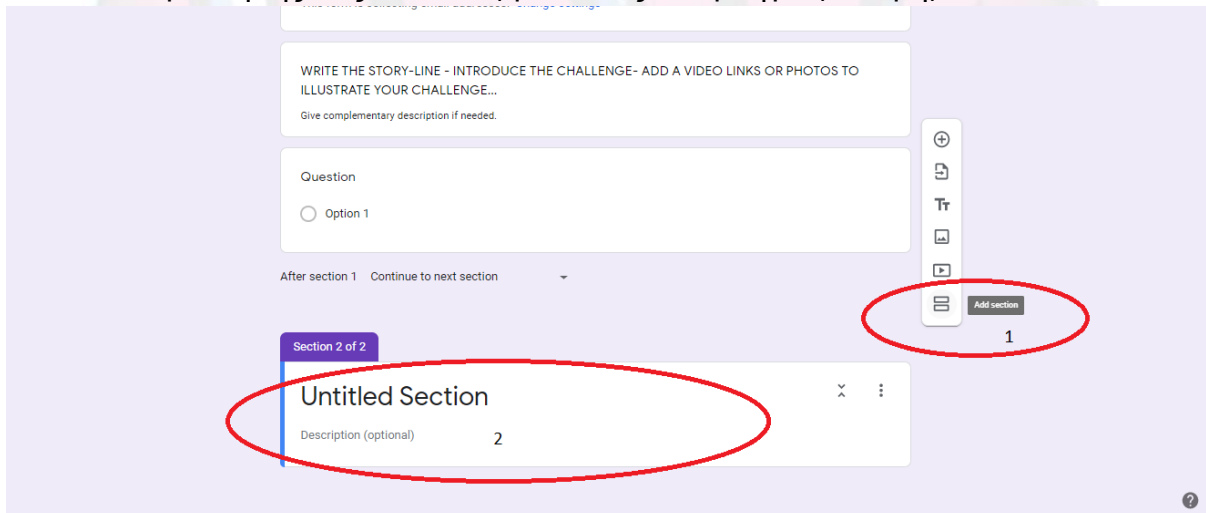 WRITE THE STORY-LINE - INTRODUCE THE CHALLENGE- ADD A VIDEO LINKS OR PHOTOS TO
ILLUSTRATE YOUR CHALLENGE...
Give complementary description if needed.
Question
Option 1
After section 1 Continue to next section
Add section
1
Section 2 of 2
Untitled Section
Description (optional)
2